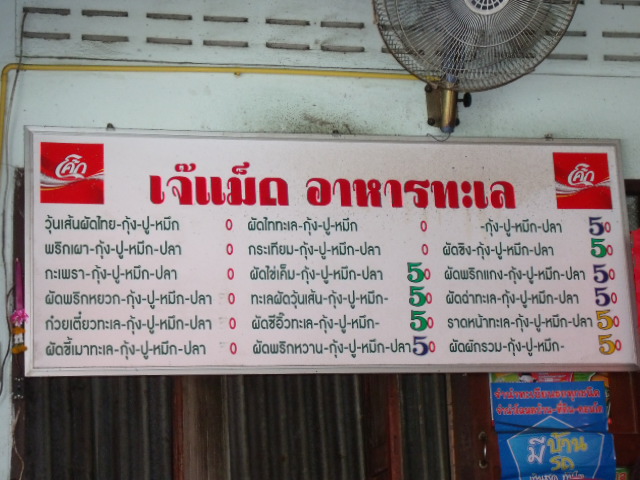 โค้ก
เจ๊แม็ด อาหารทะเล
โค้ก
วุ้นเส้นผัดไทย-กุ้ง-ปู-หมึก 0
พริกเผา-กุ้ง-ปู-หมึก-ปลา 0
กะเพรา-กุ้ง-ปู-หมึก-ปลา 0
ผัดพริกหยวก-กุ้ง-ปู-หมึก-ปลา 0
ก๋วยเตี๋ยวทะเล-กุ้ง-ปู-หมึก-ปลา 0
ผัดขี้เมาทะเล-กุ้ง-ปู-หมึก-ปลา 0
ผัดไททะเล-กุ้ง-ปู-หมึก 0
กระเทียม-กุ้ง-ปู-หมึก-ปลา 0
ผัดไข่เค็ม-กุ้ง-ปู-หมึก-ปลา 50
ทะเลผัดวุ้นเส้น-กุ้ง-ปู-หมึก- 50
ผัดซีอิ๊วทะเล-กุ้ง-ปู-หมึก- 50
ผัดพริกหวาน-กุ้ง-ปู-หมึก-ปลา 50
-กุ้ง-ปู-หมึก-ปลา 50
ผัดขิง-กุ้ง-ปู-หมึก-ปลา 50
ผัดพริกแกง-กุ้ง-ปู-หมึก-ปลา 50
ผัดฉ่าทะเล-กุ้ง-ปู-หมึก-ปลา 50
ราดหน้าทะเล-กุ้ง-ปู-หมึก-ปลา 50
ผัดผักรวม-กุ้ง-ปู-หมึก- 50
มี บ้าน
รถ